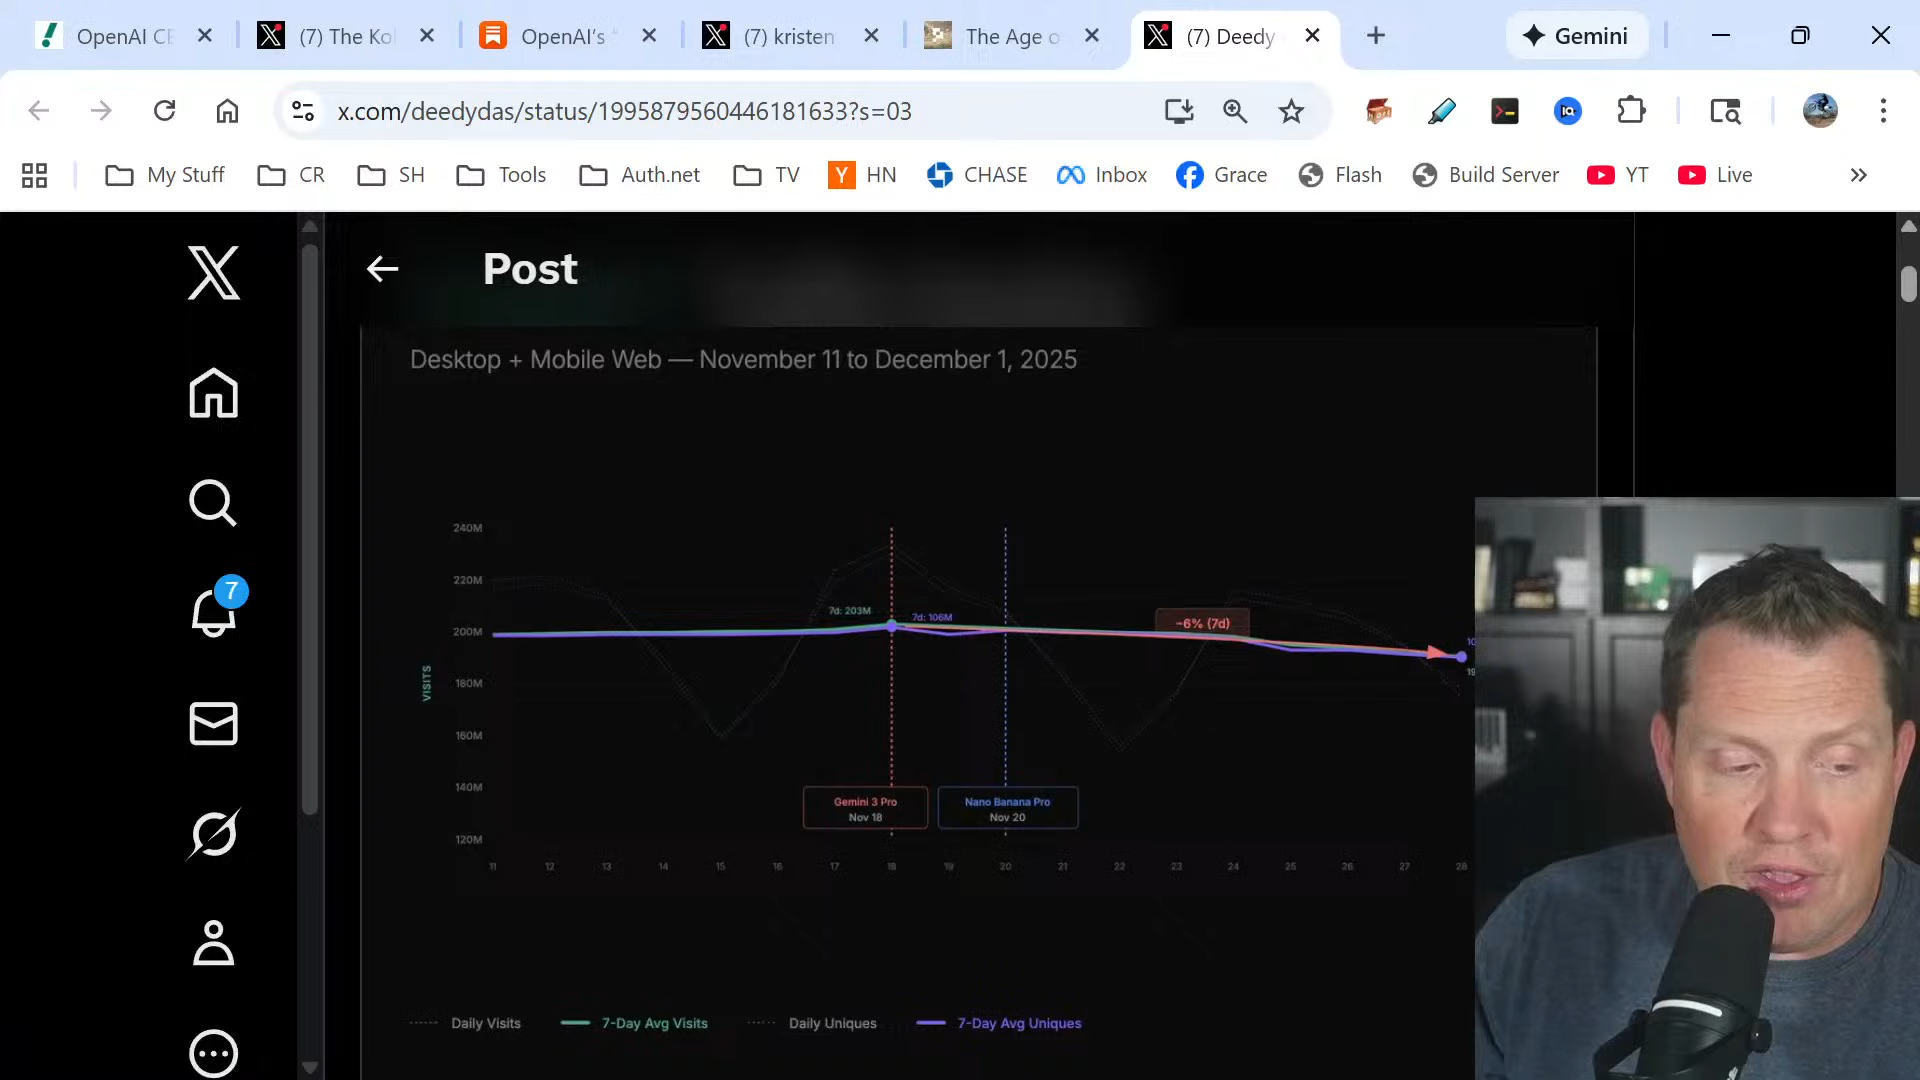 OpenAI CE
(7) The Kol
OpenAI's "
(7) kristen
The Age o
(7) Deedy
Gemini
x.com/deedydas/status/1995879560446181633?s=03
My Stuff
CR
SH
Tools
Auth.net
TV
HN
CHASE
Inbox
Grace
Flash
Build Server
YT
Live
Post
7
Desktop + Mobile Web — November 11 to December 1, 2025
VISITS
240M
220M
200M
180M
160M
140M
120M
7d: 203M
7d: 106M
-6% (7d)
Gemini 3 Pro
Nov 18
Nano Banana Pro
Nov 20
11 12 13 14 15 16 17 18 19 20 21 22 23 24 25 26 27 28
Daily Visits
7-Day Avg Visits
Daily Uniques
7-Day Avg Uniques